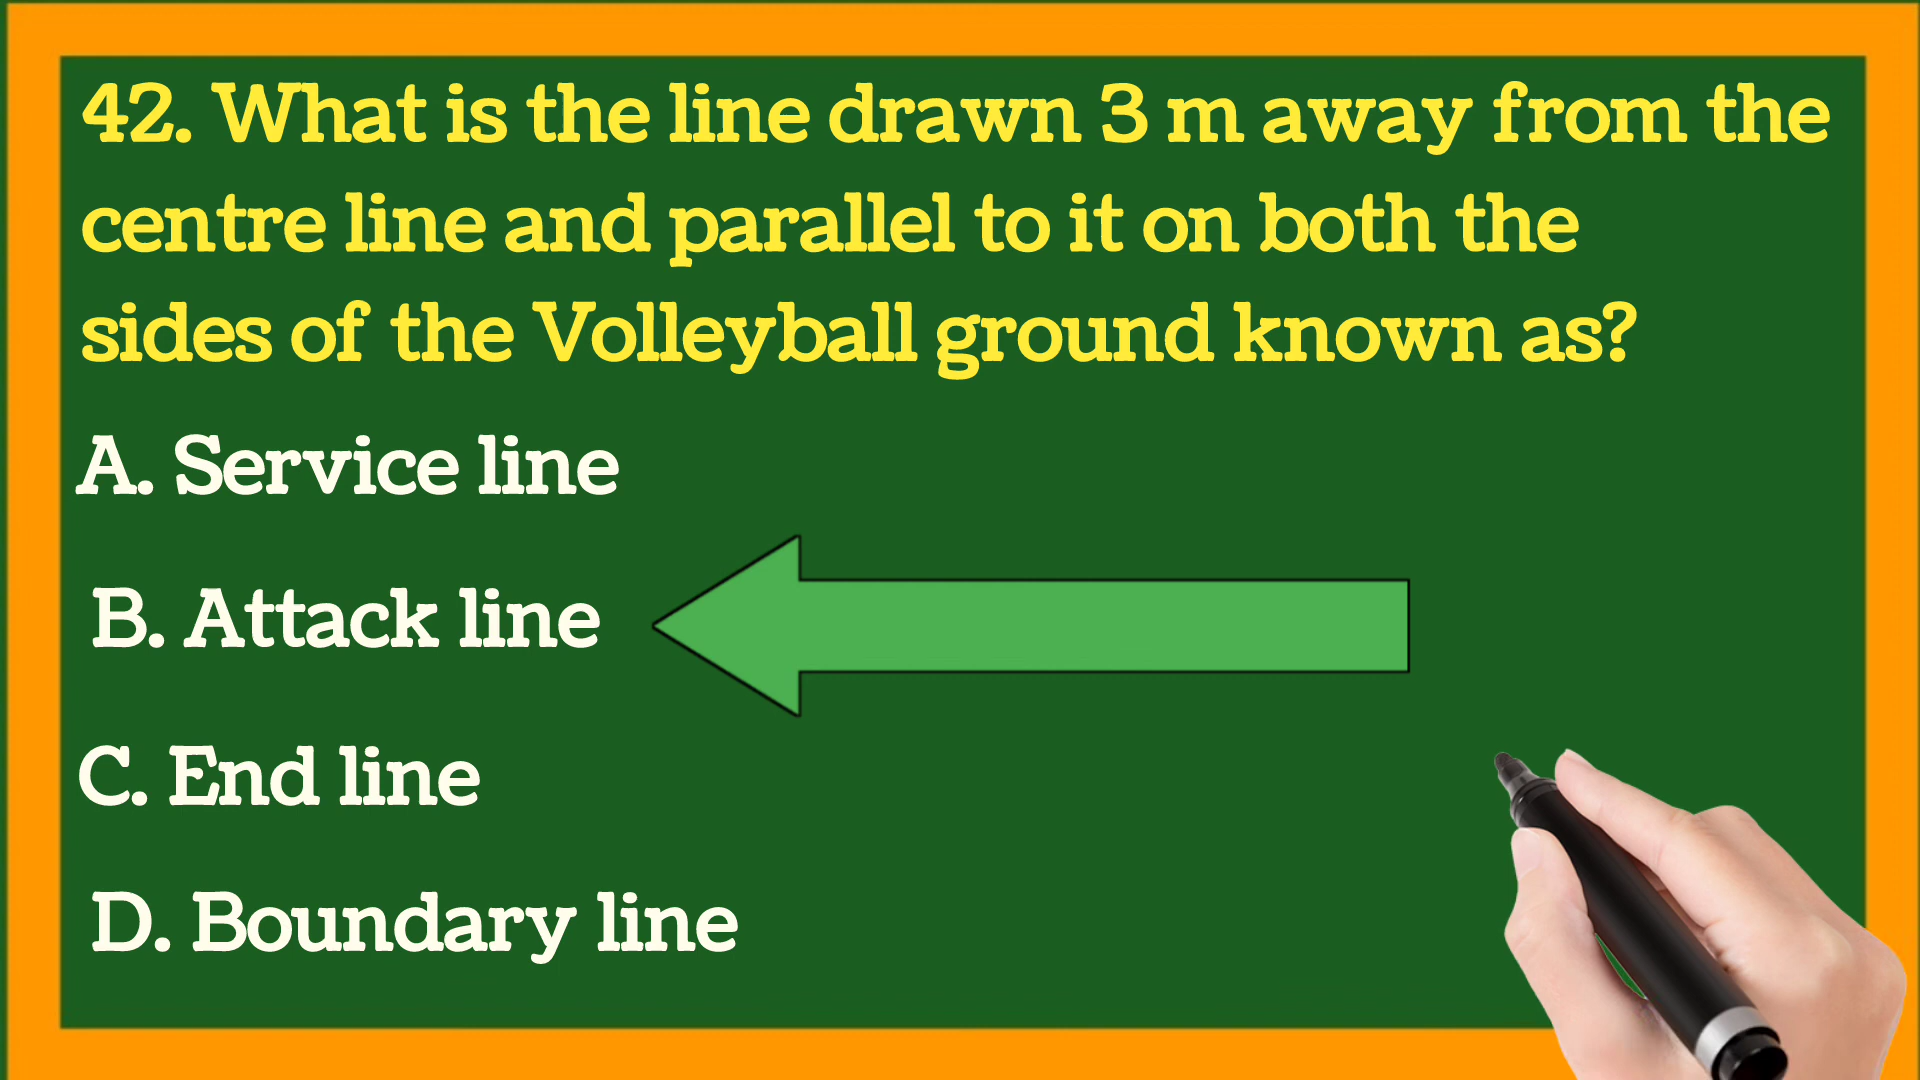 42. What is the line drawn 3 m away from the
centre line and parallel to it on both the
sides of the Volleyball ground known as?
A. Service line
B. Attack line
C. End line
D. Boundary line